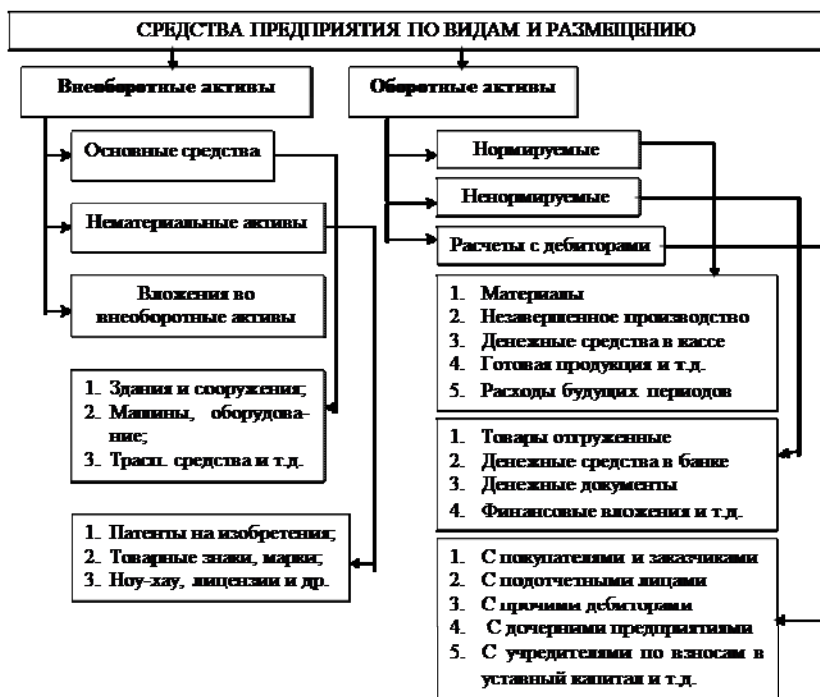 СРЕДСТВА ПРЕДПРИЯТИЯ ПО ВИДАМ И РАЗМЕЩЕНИЮ
Внеоборотные активы
Оборотные активы
Основные средства
Нематериальные активы
Вложения во
внеоборотные активы
1. Здания и сооружения;
2. Машины, оборудова-
ние;
3. Трасп. средства и т.д.
1. Патенты на изобретения;
2. Товарные знаки, марки;
3. Ноу-хау, лицензии и др.
Нормируемые
Ненормируемые
Расчеты с дебиторами
1. Материалы
2. Незавершенное производство
3. Денежные средства в кассе
4. Готовая продукция и т.д.
5. Расходы будущих периодов
1. Товары отгруженные
2. Денежные средства в банке
3. Денежные документы
4. Финансовые вложения и т.д.
1. С покупателями и заказчиками
2. С подотчетными лицами
3. С прочими дебиторами
4. С дочерними предприятиями
5. С учредителями по взносам в
уставный капитал и т.д.